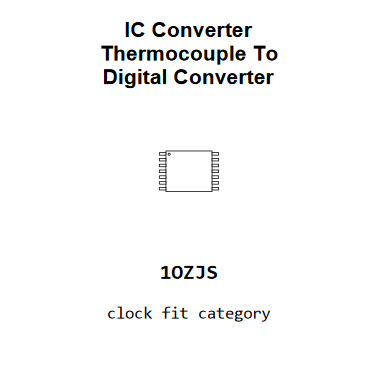 IC Converter
Thermocouple To
Digital Converter
1OZJS
clock fit category